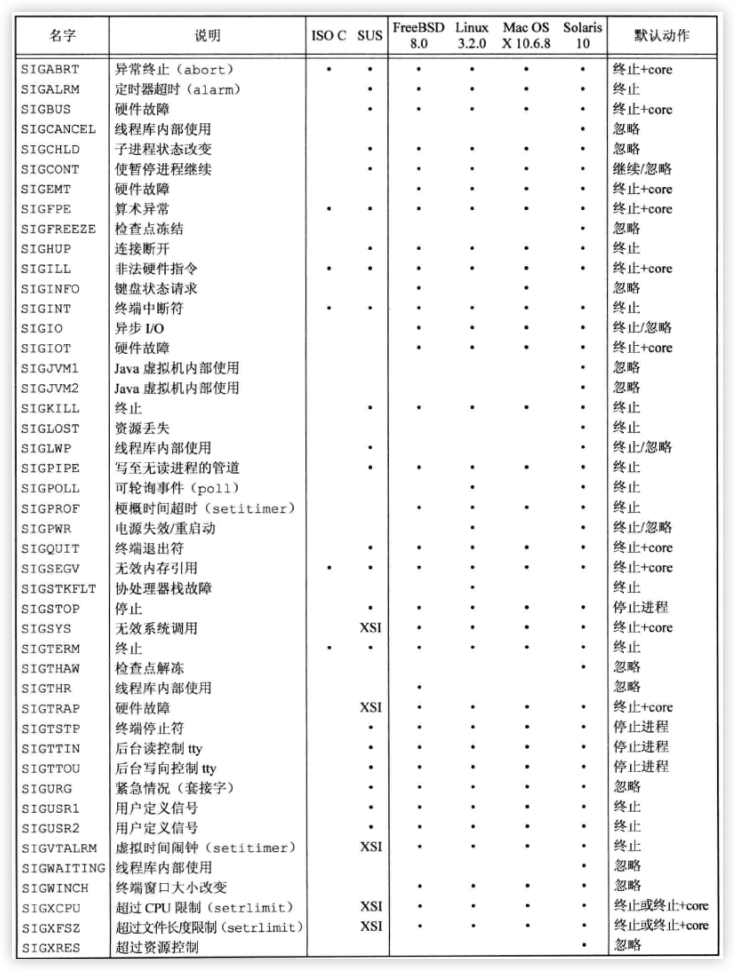 名字 说明 ISO C SUS FreeBSD 8.0 Linux 3.2.0 Mac OS X 10.6.8 Solaris 10 默认动作
SIGABRT 异常终止（abort） • • • • • • 终止+core
SIGALRM 定时器超时（alarm） • • • • • 终止
SIGBUS 硬件故障 • • • • • 终止+core
SIGCANCEL 线程库内部使用 • 忽略
SIGCHLD 子进程状态改变 • • • • • 忽略
SIGCONT 使暂停进程继续 • • • • • 继续/忽略
SIGEMT 硬件故障 • • • • 终止+core
SIGFPE 算术异常 • • • • • • 终止+core
SIGFREEZE 检查点冻结 • 忽略
SIGHUP 连接断开 • • • • • 终止
SIGILL 非法硬件指令 • • • • • • 终止+core
SIGINFO 键盘状态请求 • • 忽略
SIGINT 终端中断符 • • • • • • 终止
SIGIO 异步 I/O • • • • 终止/忽略
SIGIOT 硬件故障 • • • • 终止+core
SIGJVM1 Java 虚拟机内部使用 • 忽略
SIGJVM2 Java 虚拟机内部使用 • 忽略
SIGKILL 终止 • • • • • 终止
SIGLOST 资源丢失 • 终止
SIGLWP 线程库内部使用 • • 终止/忽略
SIGPIPE 写至无读进程的管道 • • • • • 终止
SIGPOLL 可轮询事件（poll） • • 终止
SIGPROF 梗概时间超时（setitimer） • • • • 终止
SIGPWR 电源失效/重启动 • • 终止/忽略
SIGQUIT 终端退出符 • • • • • 终止+core
SIGSEGV 无效内存引用 • • • • • • 终止+core
SIGSTKFLT 协处理器栈故障 • 终止
SIGSTOP 停止 • • • • • 停止进程
SIGSYS 无效系统调用 XSI • • • • 终止+core
SIGTERM 终止 • • • • • • 终止
SIGTHAW 检查点解冻 • 忽略
SIGTHR 线程库内部使用 • 忽略
SIGTRAP 硬件故障 XSI • • • • 终止+core
SIGTSTP 终端停止符 • • • • • 停止进程
SIGTTIN 后台读控制 tty • • • • • 停止进程
SIGTTOU 后台写向控制 tty • • • • • 停止进程
SIGURG 紧急情况（套接字） • • • • • 忽略
SIGUSR1 用户定义信号 • • • • • 终止
SIGUSR2 用户定义信号 • • • • • 终止
SIGVTALRM 虚拟时间闹钟（setitimer） XSI • • • • 终止
SIGWAITING 线程库内部使用 • 忽略
SIGWINCH 终端窗口大小改变 • • • • 忽略
SIGXCPU 超过 CPU 限制（setrlimit） XSI • • • • 终止或终止+core
SIGXFSZ 超过文件长度限制（setrlimit） XSI • • • • 终止或终止+core
SIGXRES 超过资源控制 • 忽略